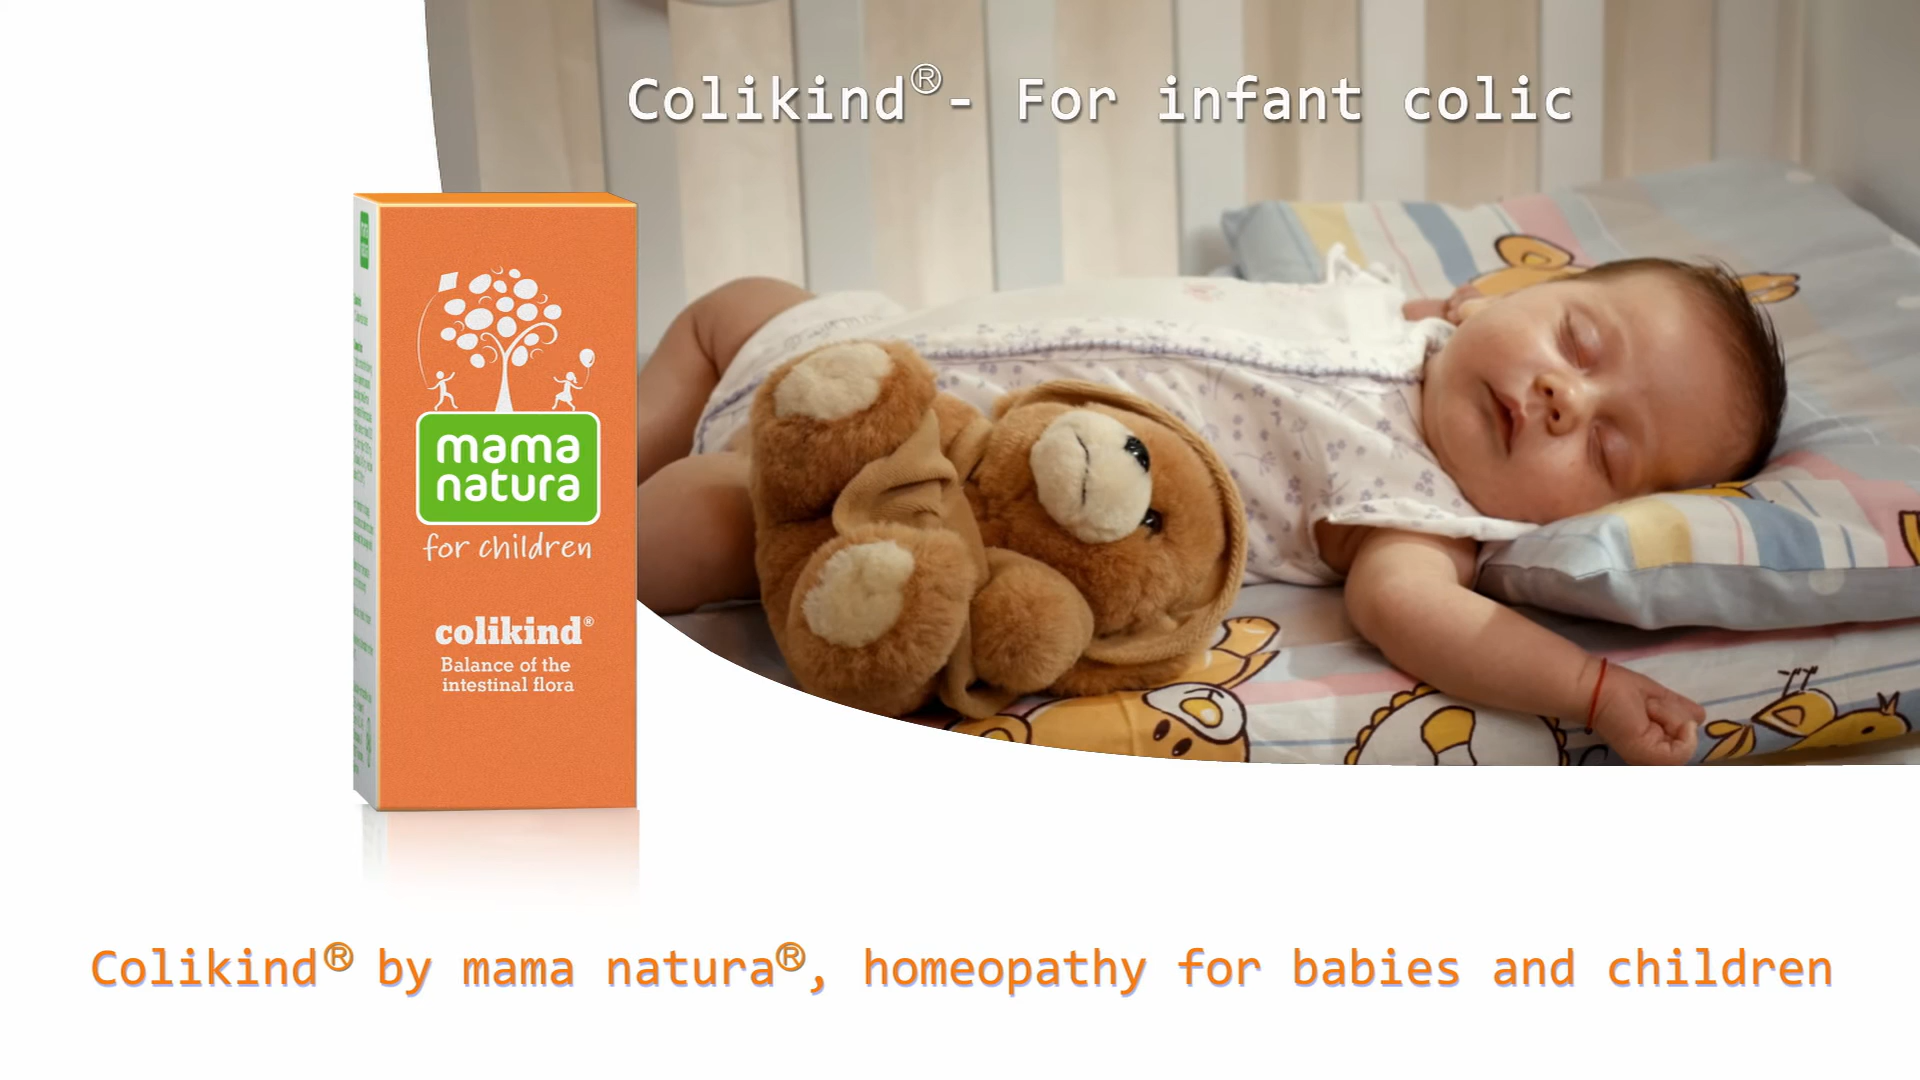 Colikind®- For infant colic
mama
natura
for children
colikind®
Balance of the
intestinal flora
Colikind® by mama natura®, homeopathy for babies and children